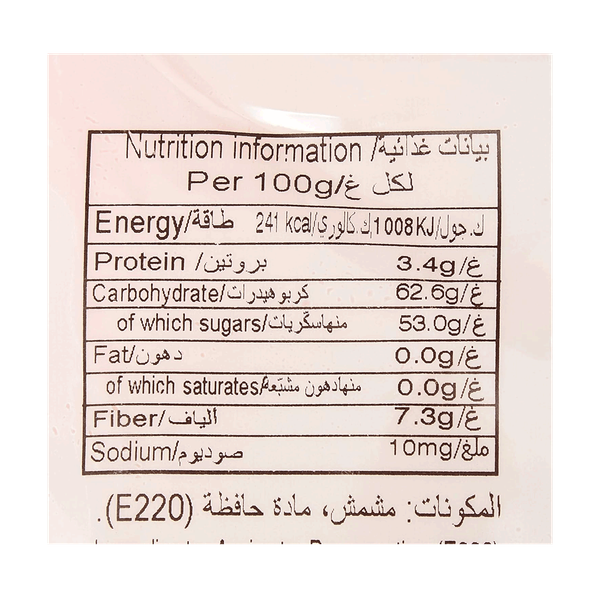 Nutrition information /بيانات غذائية
Per 100g/لكل غ
Energy/طاقة 241 kcal/ك.كالوري,1008KJ/ك.جول
Protein /بروتين 3.4g/غ
Carbohydrate/كربوهيدرات 62.6g/غ
of which sugars/منهاسكريات 53.0g/غ
Fat/دهون 0.0g/غ
of which saturates/منهادهون مشبعة 0.0g/غ
Fiber/الياف 7.3g/غ
Sodium/صوديوم 10mg/ملغ
المكونات: مشمش، مادة حافظة (E220).